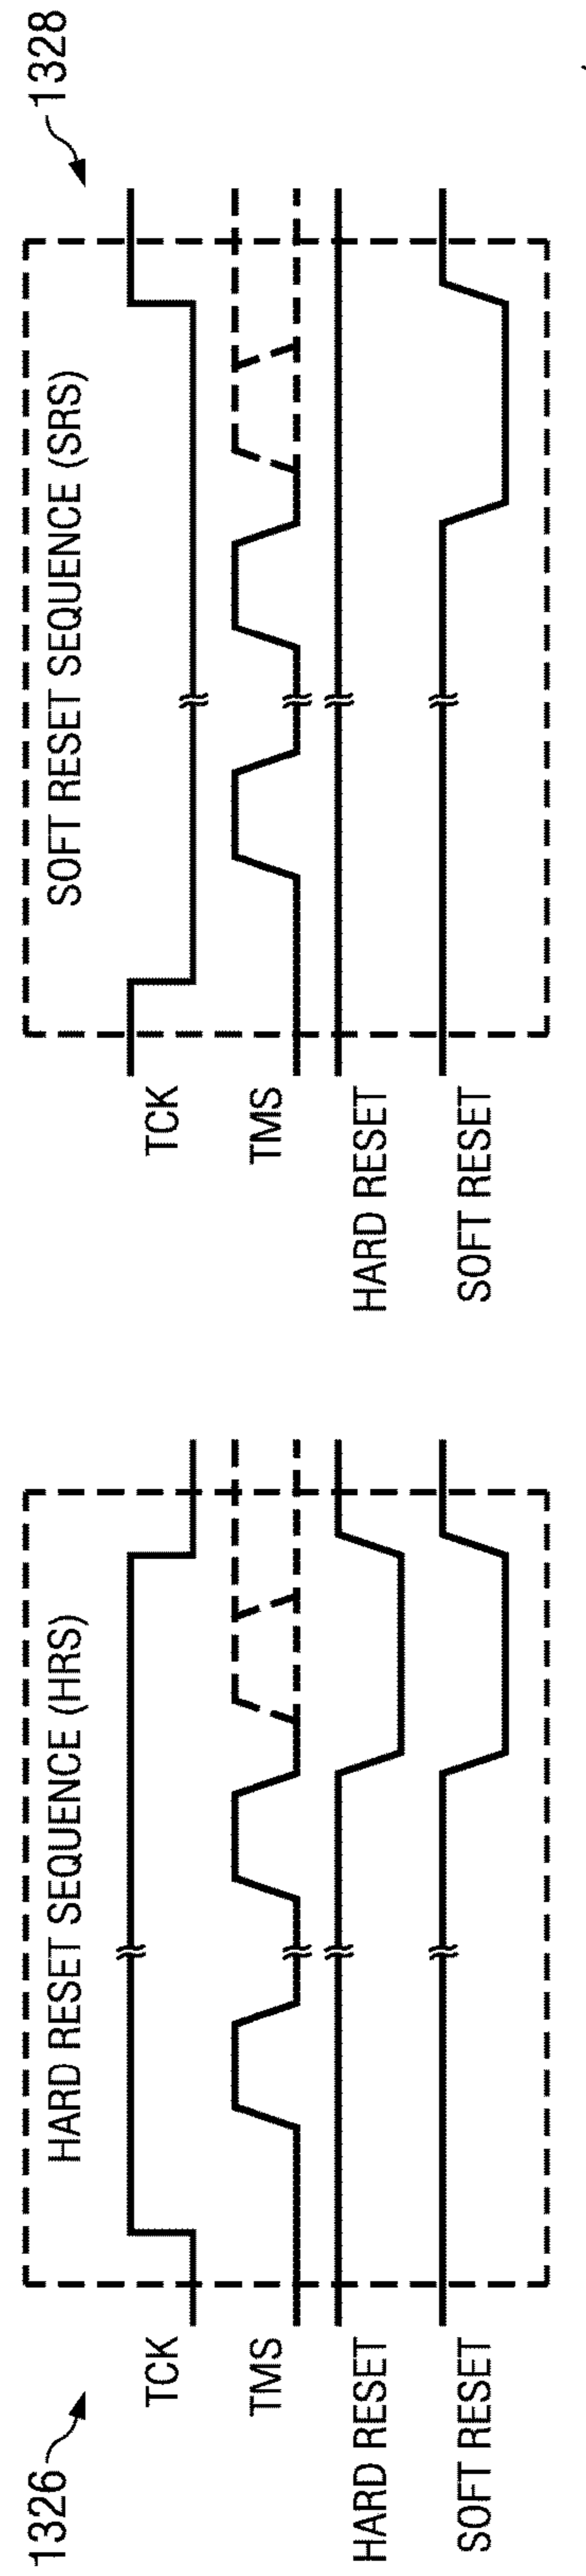 1326
HARD RESET SEQUENCE (HRS)
TCK
TMS
HARD RESET
SOFT RESET
1328
SOFT RESET SEQUENCE (SRS)
TCK
TMS
HARD RESET
SOFT RESET